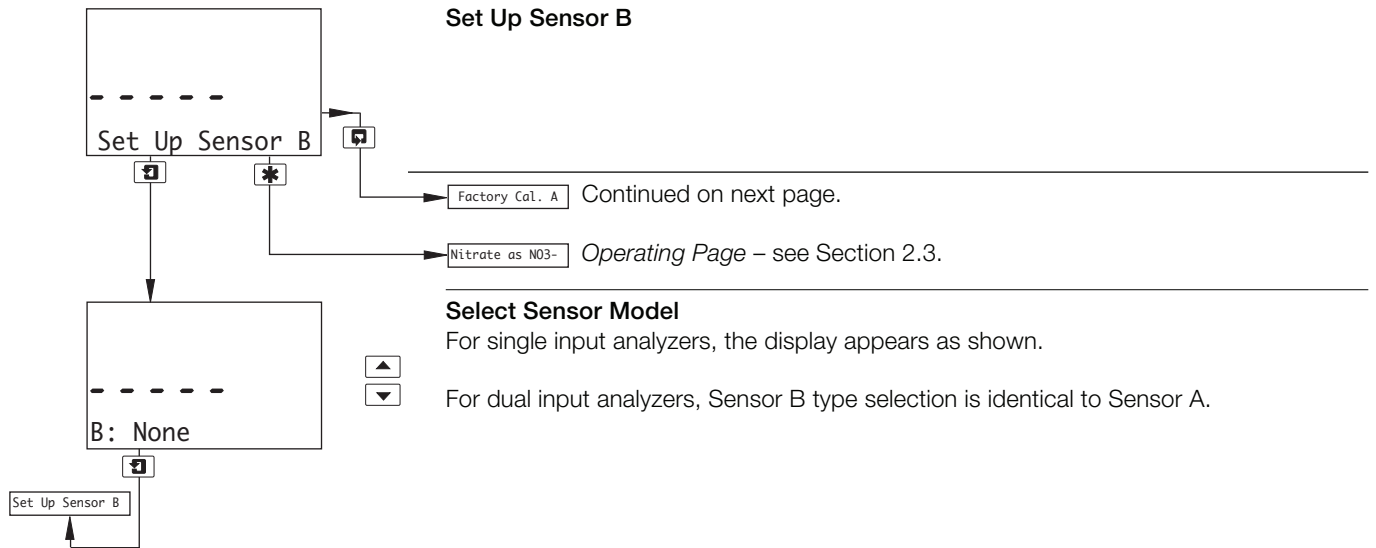 Set Up Sensor B
- - - - -
Set Up Sensor B
Factory Cal. A Continued on next page.
Nitrate as NO3- Operating Page – see Section 2.3.
Select Sensor Model
For single input analyzers, the display appears as shown.
For dual input analyzers, Sensor B type selection is identical to Sensor A.
- - - - -
B: None
Set Up Sensor B